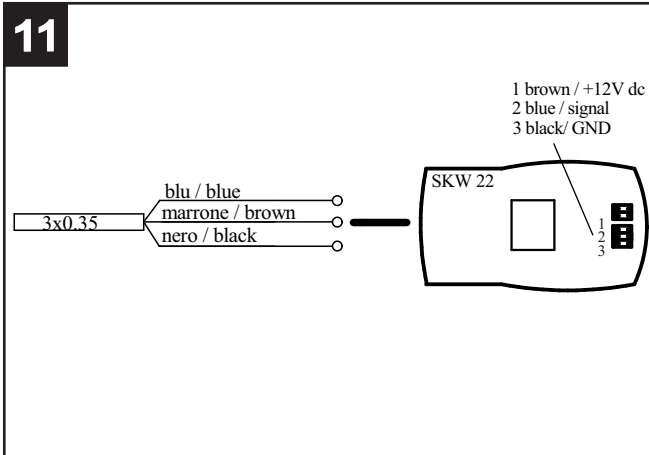 11
1 brown / +12V dc
2 blue / signal
3 black/ GND
SKW 22
blu / blue
marrone / brown
nero / black
3x0.35
1
2
3